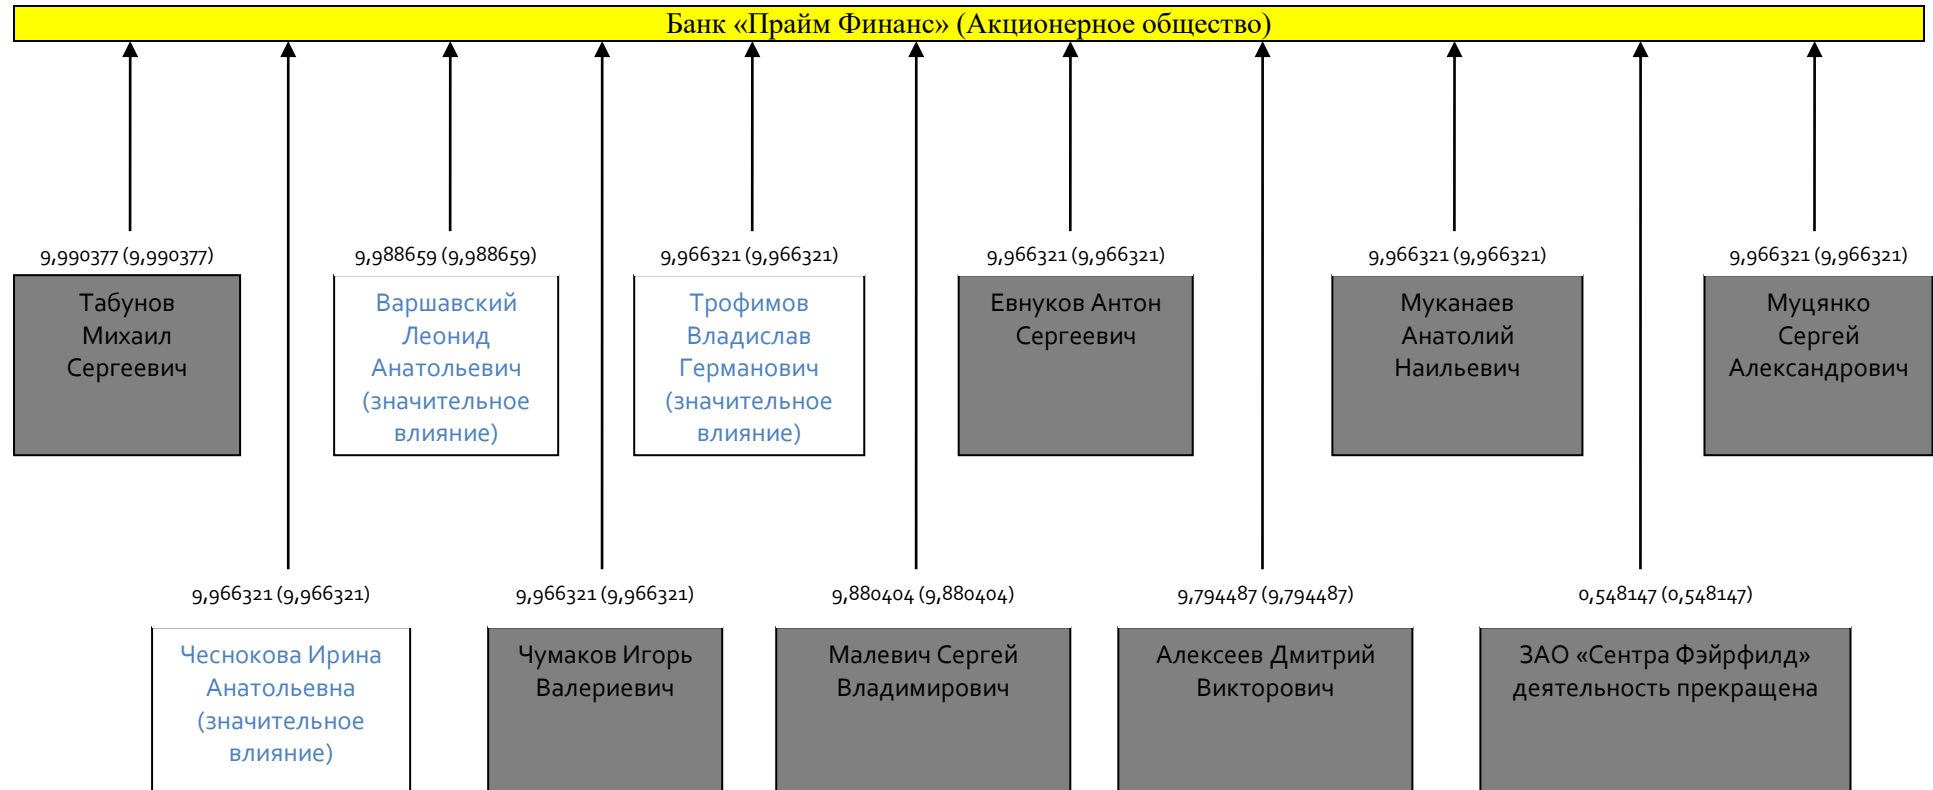 Банк «Прайм Финанс» (Акционерное общество)
9,990377 (9,990377)
Табунов
Михаил
Сергеевич
9,988659 (9,988659)
Варшавский
Леонид
Анатольевич
(значительное
влияние)
9,966321 (9,966321)
Трофимов
Владислав
Германович
(значительное
влияние)
9,966321 (9,966321)
Евнуков Антон
Сергеевич
9,966321 (9,966321)
Муканаев
Анатолий
Наильевич
9,966321 (9,966321)
Муцянко
Сергей
Александрович
9,966321 (9,966321)
Чеснокова Ирина
Анатольевна
(значительное
влияние)
9,966321 (9,966321)
Чумаков Игорь
Валериевич
9,880404 (9,880404)
Малевич Сергей
Владимирович
9,794487 (9,794487)
Алексеев Дмитрий
Викторович
0,548147 (0,548147)
ЗАО «Сентра Фэйрфилд»
деятельность прекращена